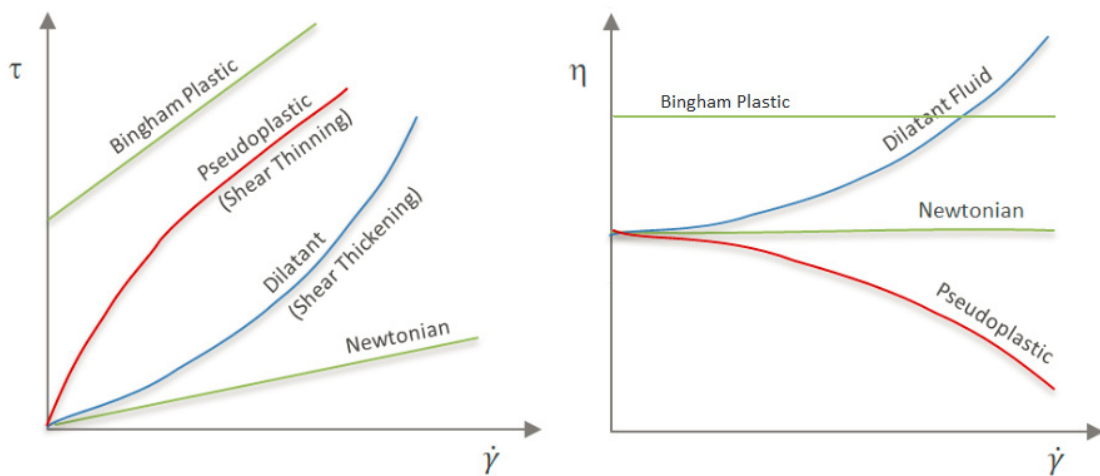 τ
Bingham Plastic
Pseudoplastic
(Shear Thinning)
Dilatant
(Shear Thickening)
Newtonian
γ̇
η
Bingham Plastic
Dilatant Fluid
Newtonian
Pseudoplastic
γ̇